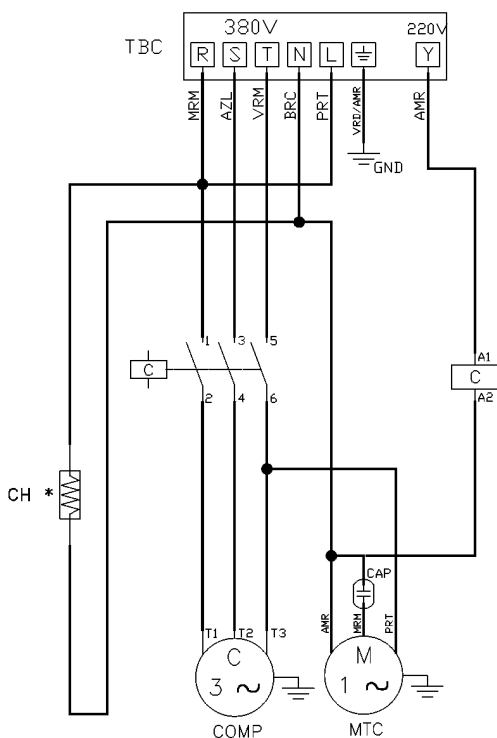 380V
220V
TBC
R S T N L Y
MRM AZL VRM BRC PRT VRD/AMR AMR
GND
1 3 5
A1
C
C
A2
2 4 6
CH *
CAP
AMR MRM PRT
T1 T2 T3
C
3 ~
M
1 ~
COMP
MTC